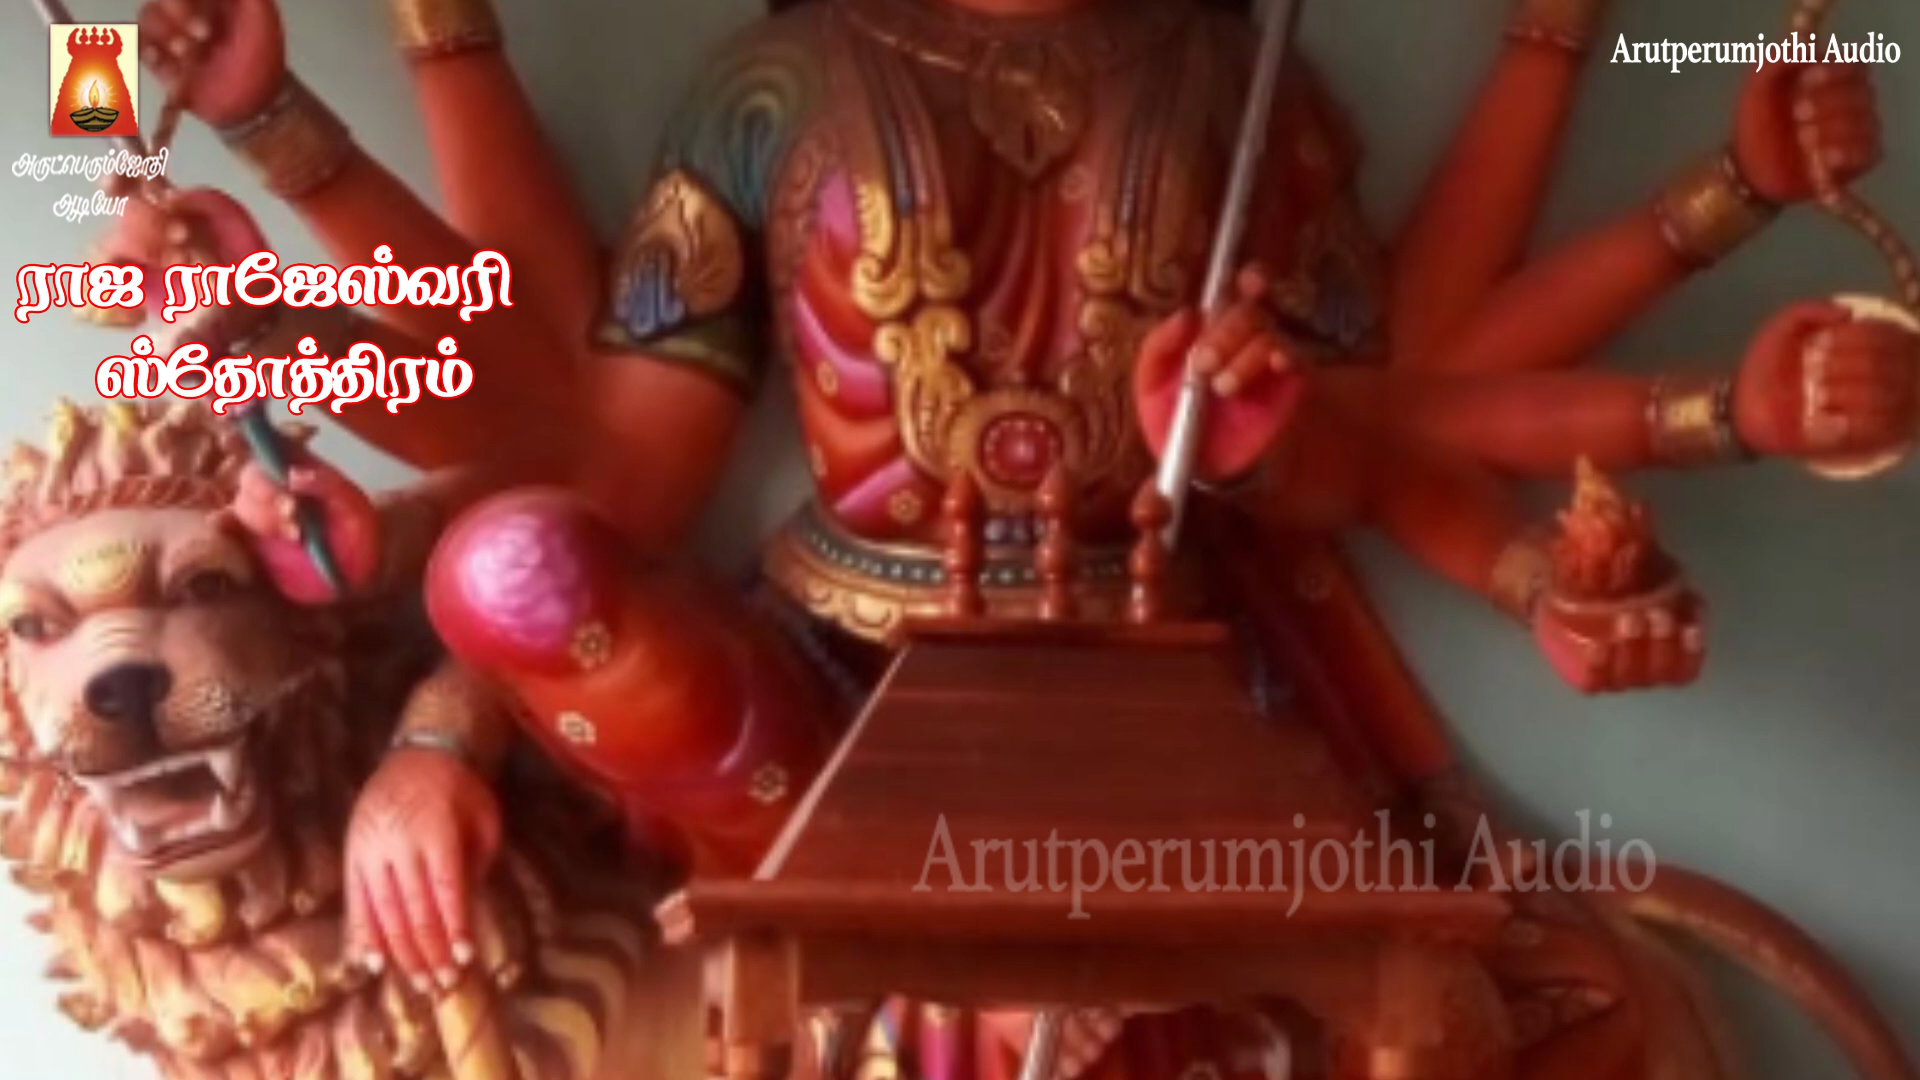 Arutperumjothi Audio
அருட்பெரும்ஜோதி
ஆடியோ
ராஜ ராஜேஸ்வரி
ஸ்தோத்திரம்
Arutperumjothi Audio